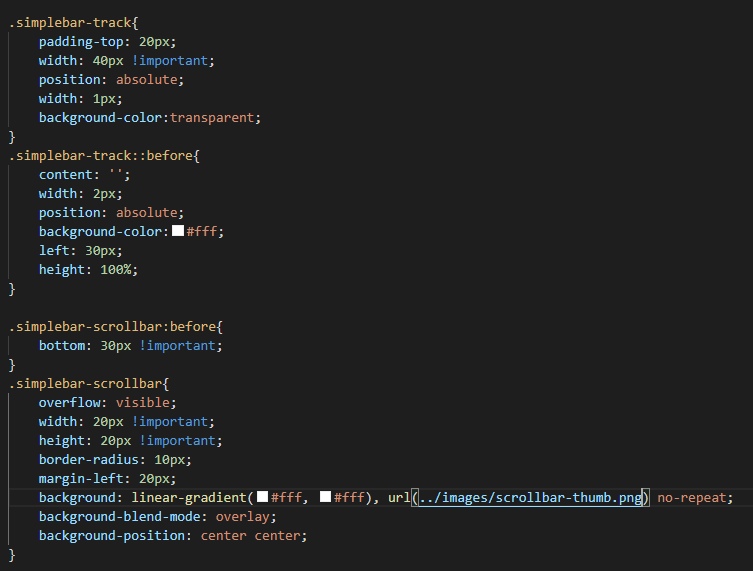 .simplebar-track{
    padding-top: 20px;
    width: 40px !important;
    position: absolute;
    width: 1px;
    background-color:transparent;
}
.simplebar-track::before{
    content: '';
    width: 2px;
    position: absolute;
    background-color:#fff;
    left: 30px;
    height: 100%;
}

.simplebar-scrollbar:before{
    bottom: 30px !important;
}
.simplebar-scrollbar{
    overflow: visible;
    width: 20px !important;
    height: 20px !important;
    border-radius: 10px;
    margin-left: 20px;
    background: linear-gradient(#fff, #fff), url(../images/scrollbar-thumb.png) no-repeat;
    background-blend-mode: overlay;
    background-position: center center;
}